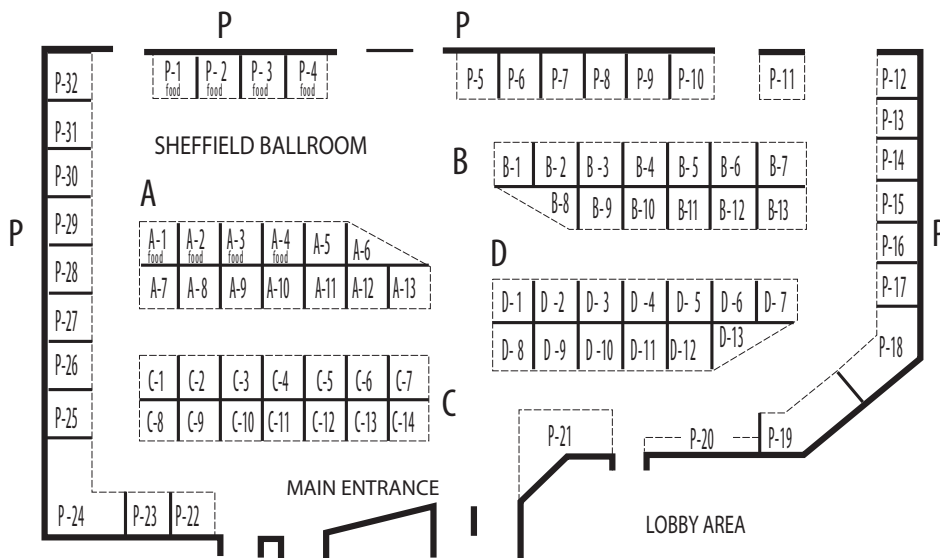 P P
P-1 P-2 P-3 P-4 P-5 P-6 P-7 P-8 P-9 P-10 P-11 P-12
food food food food
P-32
P-13
P-31
SHEFFIELD BALLROOM
P-14
B
B-1 B-2 B-3 B-4 B-5 B-6 B-7
P-30
A
P-15
B-8 B-9 B-10 B-11 B-12 B-13
P-29
P P
A-1 A-2 A-3 A-4 A-5 A-6
food food food food
P-16
D
P-28
A-7 A-8 A-9 A-10 A-11 A-12 A-13
P-17
D-1 D-2 D-3 D-4 D-5 D-6 D-7
P-27
P-18
D-8 D-9 D-10 D-11 D-12 D-13
P-26
C-1 C-2 C-3 C-4 C-5 C-6 C-7
C
P-25
C-8 C-9 C-10 C-11 C-12 C-13 C-14
P-21 P-20 P-19
MAIN ENTRANCE
P-24 P-23 P-22
LOBBY AREA